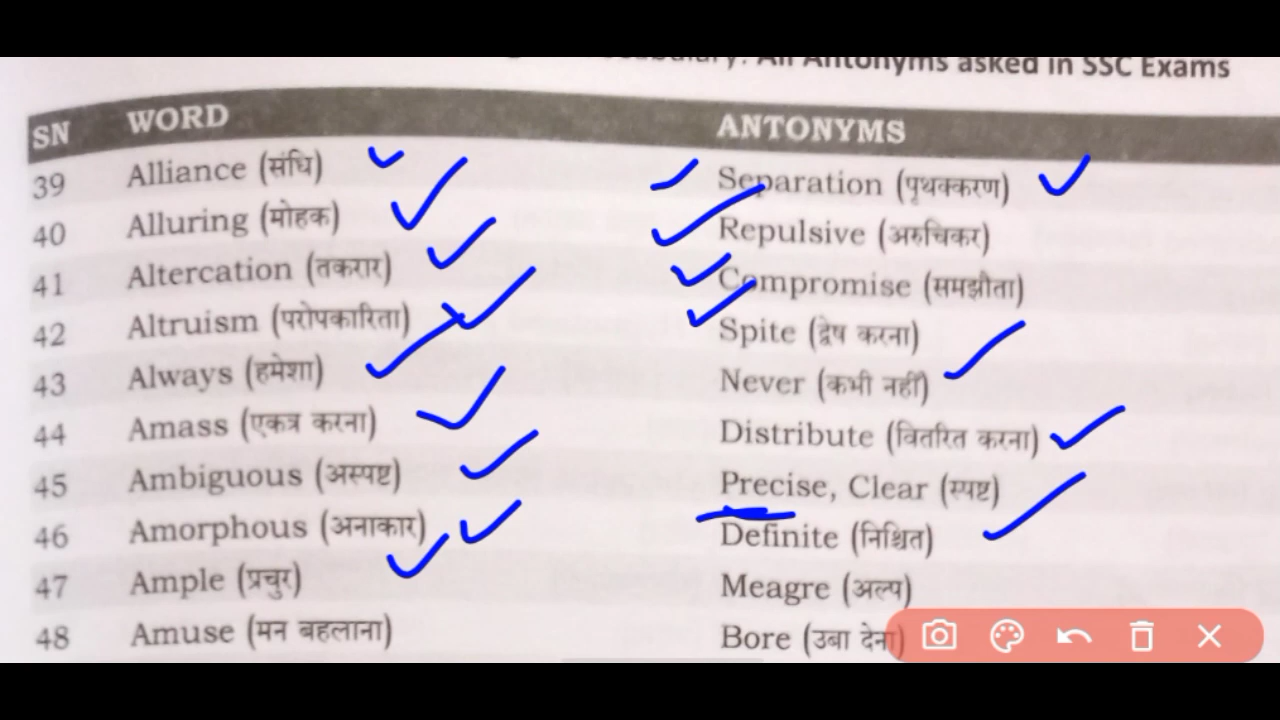 All Antonyms asked in SSC Exams
SN WORD ANTONYMS
39 Alliance (संधि) Separation (पृथक्करण)
40 Alluring (मोहक) Repulsive (अरुचिकर)
41 Altercation (तकरार) Compromise (समझौता)
42 Altruism (परोपकारिता) Spite (द्वेष करना)
43 Always (हमेशा) Never (कभी नहीं)
44 Amass (एकत्र करना) Distribute (वितरित करना)
45 Ambiguous (अस्पष्ट) Precise, Clear (स्पष्ट)
46 Amorphous (अनाकार) Definite (निश्चित)
47 Ample (प्रचुर) Meagre (अल्प)
48 Amuse (मन बहलाना) Bore (उबा देना)